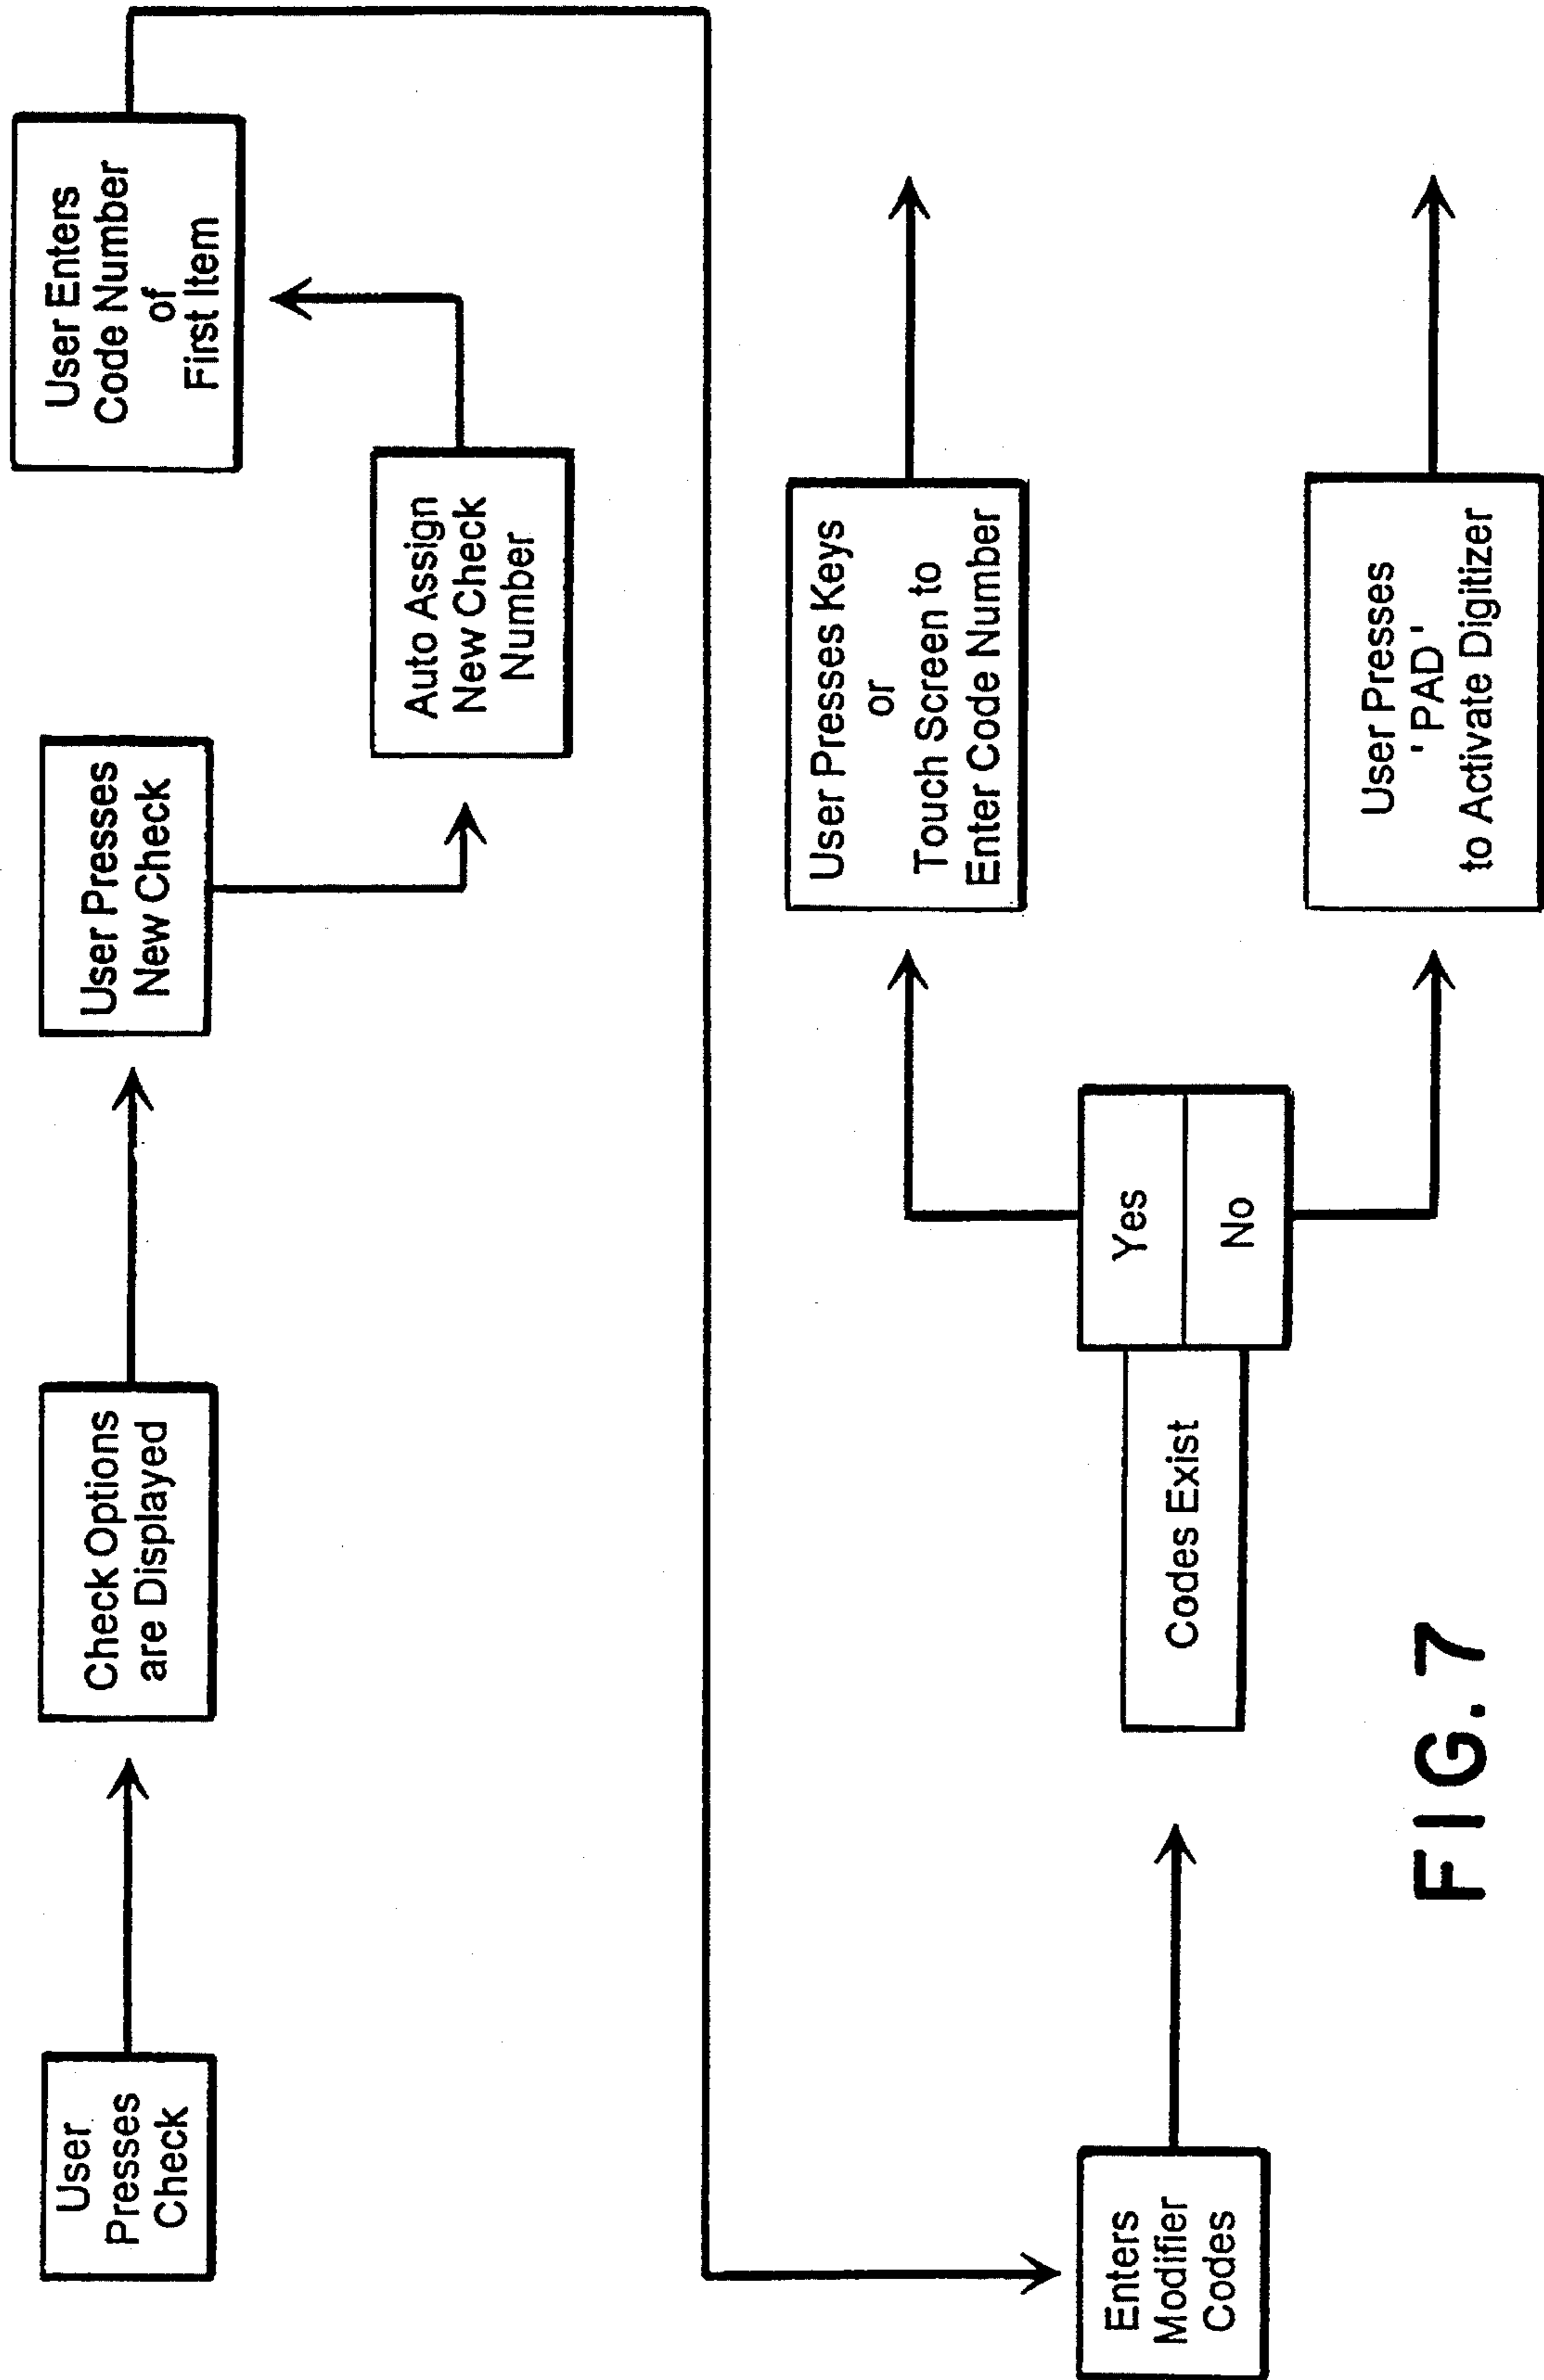 User
Presses
Check
Check Options
are Displayed
User Presses
New Check
Auto Assign
New Check
Number
User Enters
Code Number
of
First Item
Enters
Modifier
Codes
Codes Exist
Yes
No
User Presses Keys
or
Touch Screen to
Enter Code Number
User Presses
'PAD'
to Activate Digitizer
FIG. 7